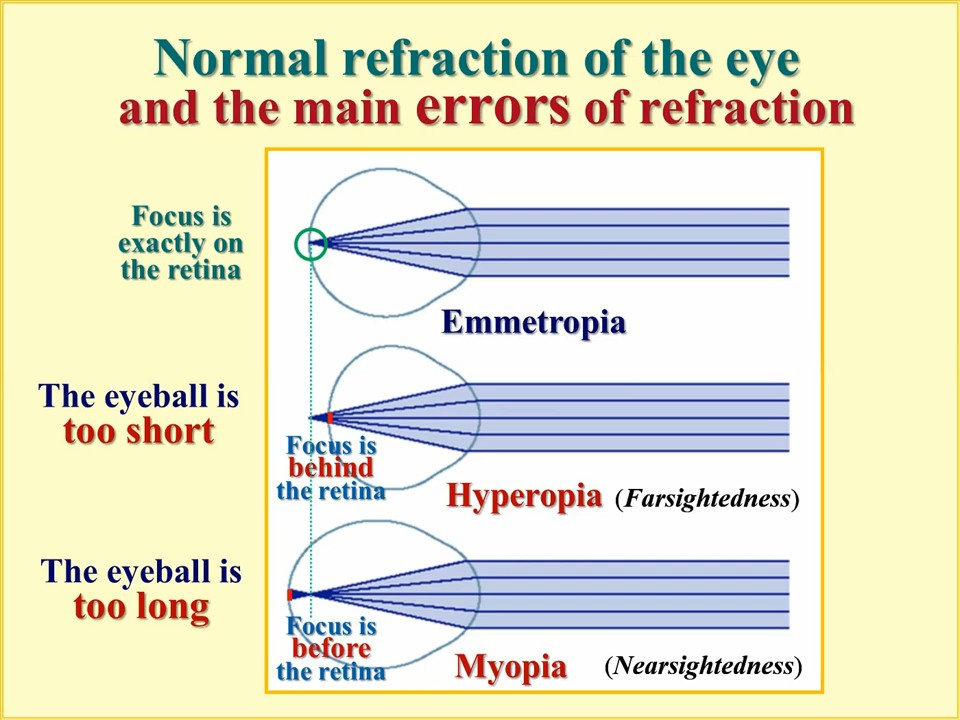 Normal refraction of the eye
and the main errors of refraction
Focus is
exactly on
the retina
Emmetropia
The eyeball is
too short
Focus is
behind
the retina
Hyperopia (Farsightedness)
The eyeball is
too long
Focus is
before
the retina
Myopia (Nearsightedness)